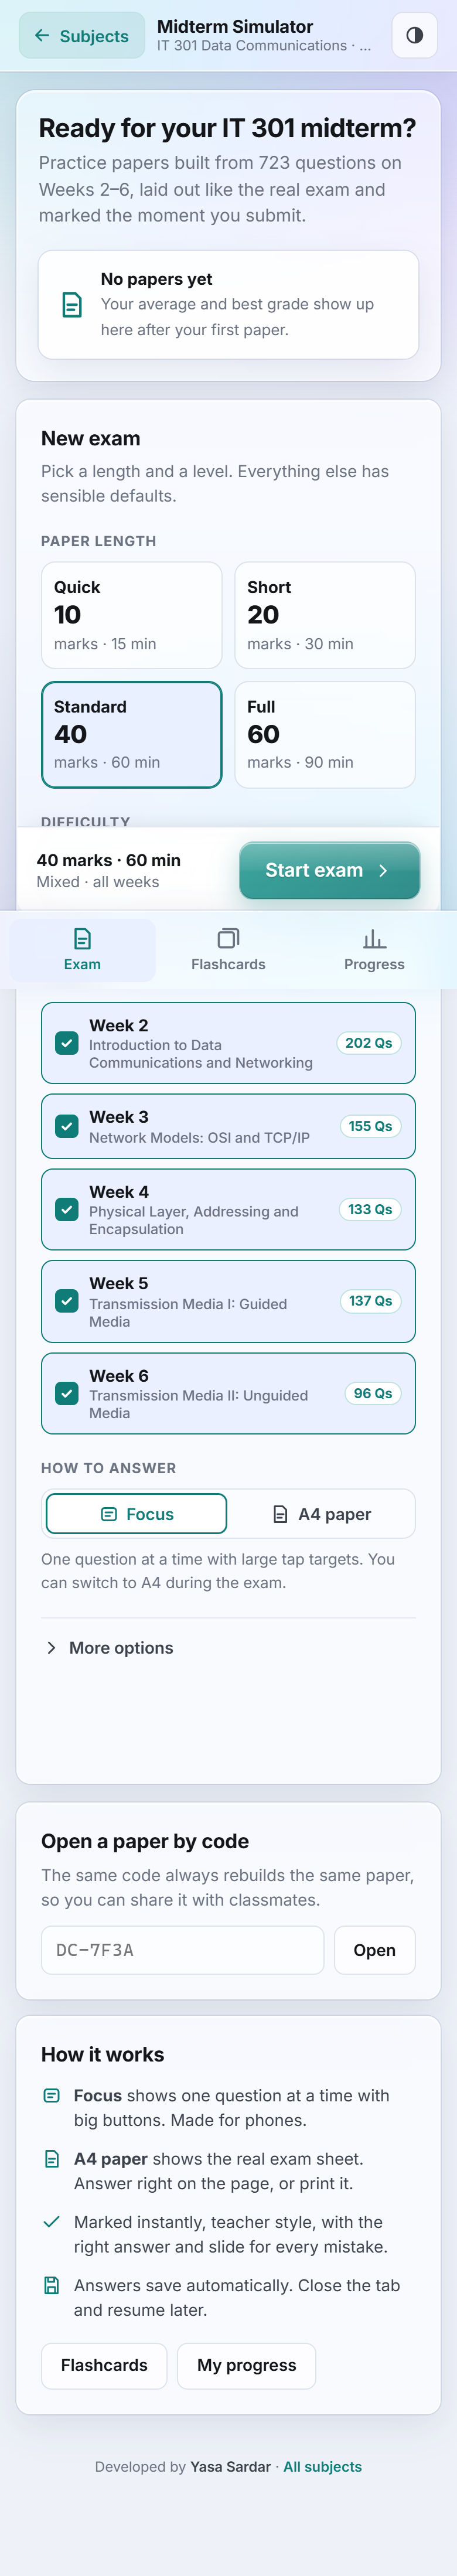 Subjects
Midterm Simulator
IT 301 Data Communications · ...
Ready for your IT 301 midterm?
Practice papers built from 723 questions on
Weeks 2–6, laid out like the real exam and
marked the moment you submit.
No papers yet
Your average and best grade show up
here after your first paper.
New exam
Pick a length and a level. Everything else has
sensible defaults.
PAPER LENGTH
Quick
10
marks · 15 min
Short
20
marks · 30 min
Standard
40
marks · 60 min
Full
60
marks · 90 min
DIFFICULTY
40 marks · 60 min
Mixed · all weeks
Start exam
Exam
Flashcards
Progress
Week 2
Introduction to Data
Communications and Networking
202 Qs
Week 3
Network Models: OSI and TCP/IP
155 Qs
Week 4
Physical Layer, Addressing and
Encapsulation
133 Qs
Week 5
Transmission Media I: Guided
Media
137 Qs
Week 6
Transmission Media II: Unguided
Media
96 Qs
HOW TO ANSWER
Focus
A4 paper
One question at a time with large tap targets. You
can switch to A4 during the exam.
More options
Open a paper by code
The same code always rebuilds the same paper,
so you can share it with classmates.
DC-7F3A
Open
How it works
Focus shows one question at a time with
big buttons. Made for phones.
A4 paper shows the real exam sheet.
Answer right on the page, or print it.
Marked instantly, teacher style, with the
right answer and slide for every mistake.
Answers save automatically. Close the tab
and resume later.
Flashcards
My progress
Developed by Yasa Sardar · All subjects